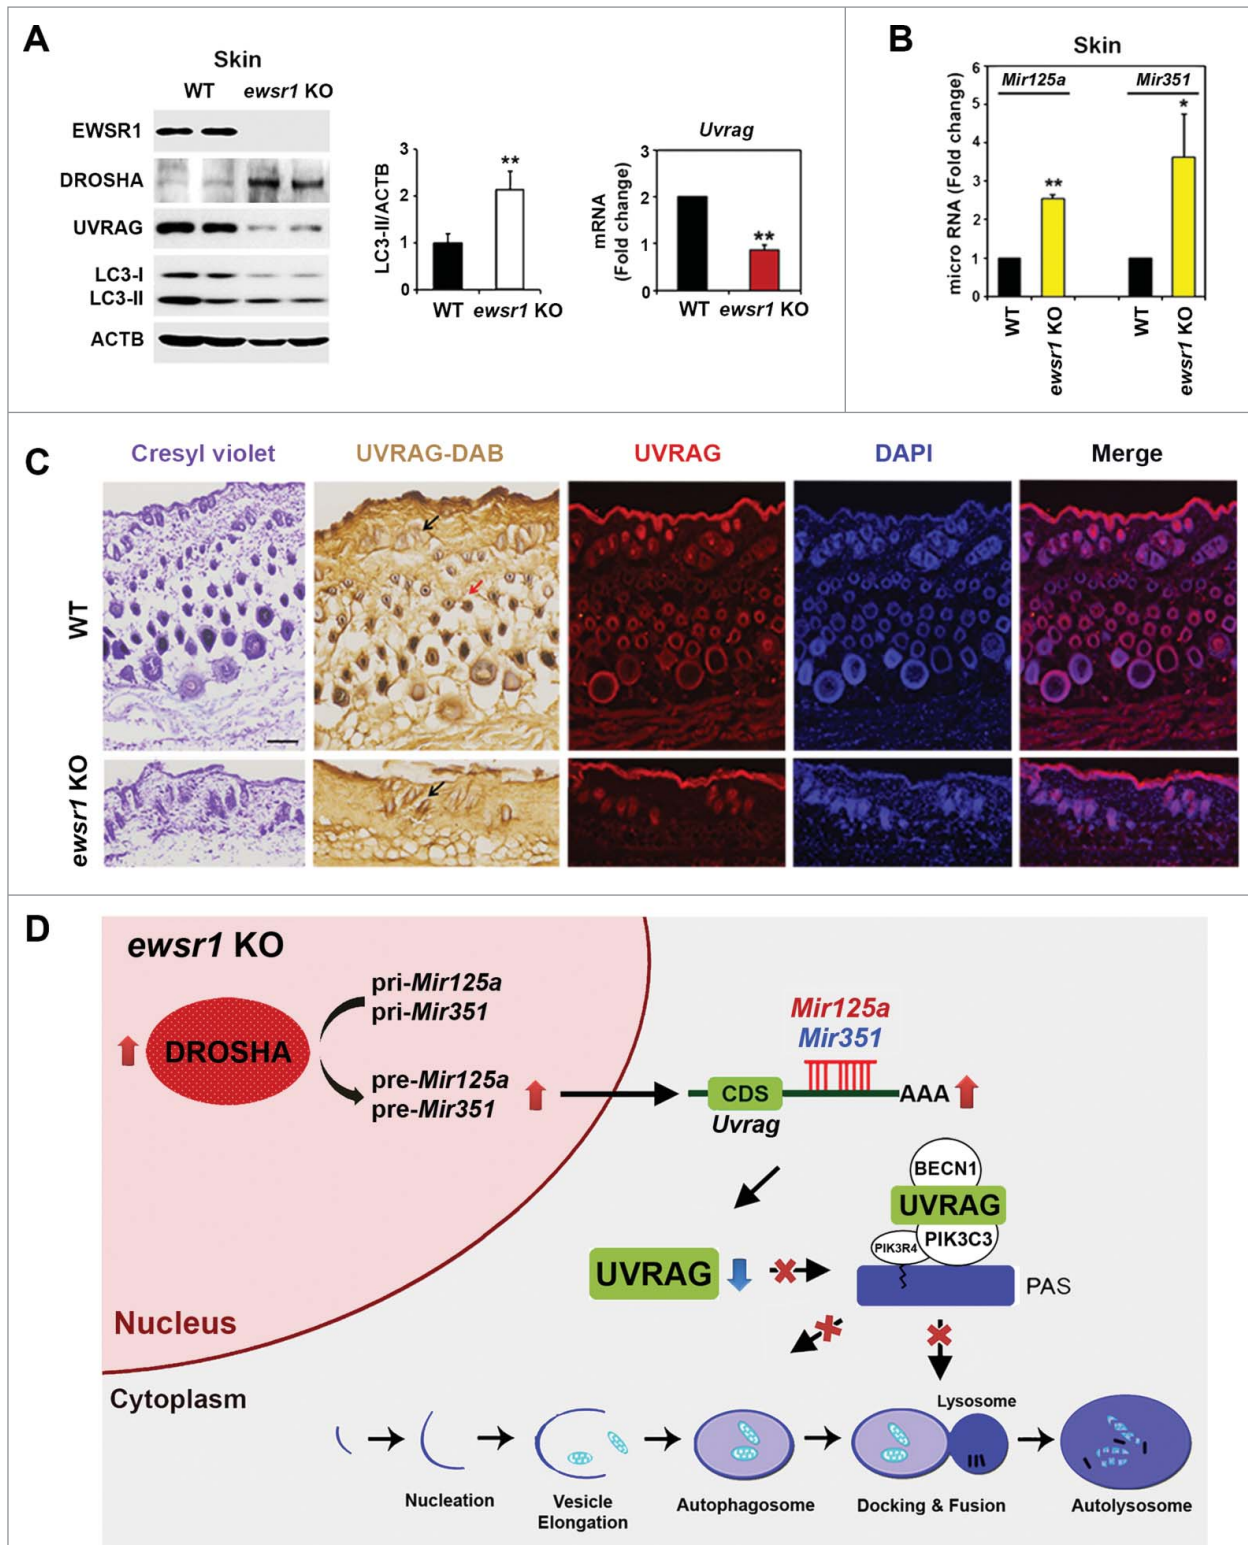 A
Skin
WT ewsr1 KO
EWSR1
DROSHA
UVRAG
LC3-I
LC3-II
ACTB
LC3-II/ACTB
3
2
1
0
**
WT ewsr1 KO
Uvrag
mRNA
(Fold change)
3
2
1
0
**
WT ewsr1 KO
B
Skin
micro RNA (Fold change)
6
5
4
3
2
1
0
Mir125a Mir351
**
*
WT
ewsr1 KO
WT
ewsr1 KO
C
Cresyl violet UVRAG-DAB UVRAG DAPI Merge
WT
ewsr1 KO
D
ewsr1 KO
DROSHA
pri-Mir125a
pri-Mir351
pre-Mir125a
pre-Mir351
Mir125a
Mir351
CDS
AAA
Uvrag
BECN1
UVRAG
PIK3R4
PIK3C3
UVRAG
PAS
Nucleus
Cytoplasm
Lysosome
Nucleation
Vesicle
Elongation
Autophagosome
Docking & Fusion
Autolysosome